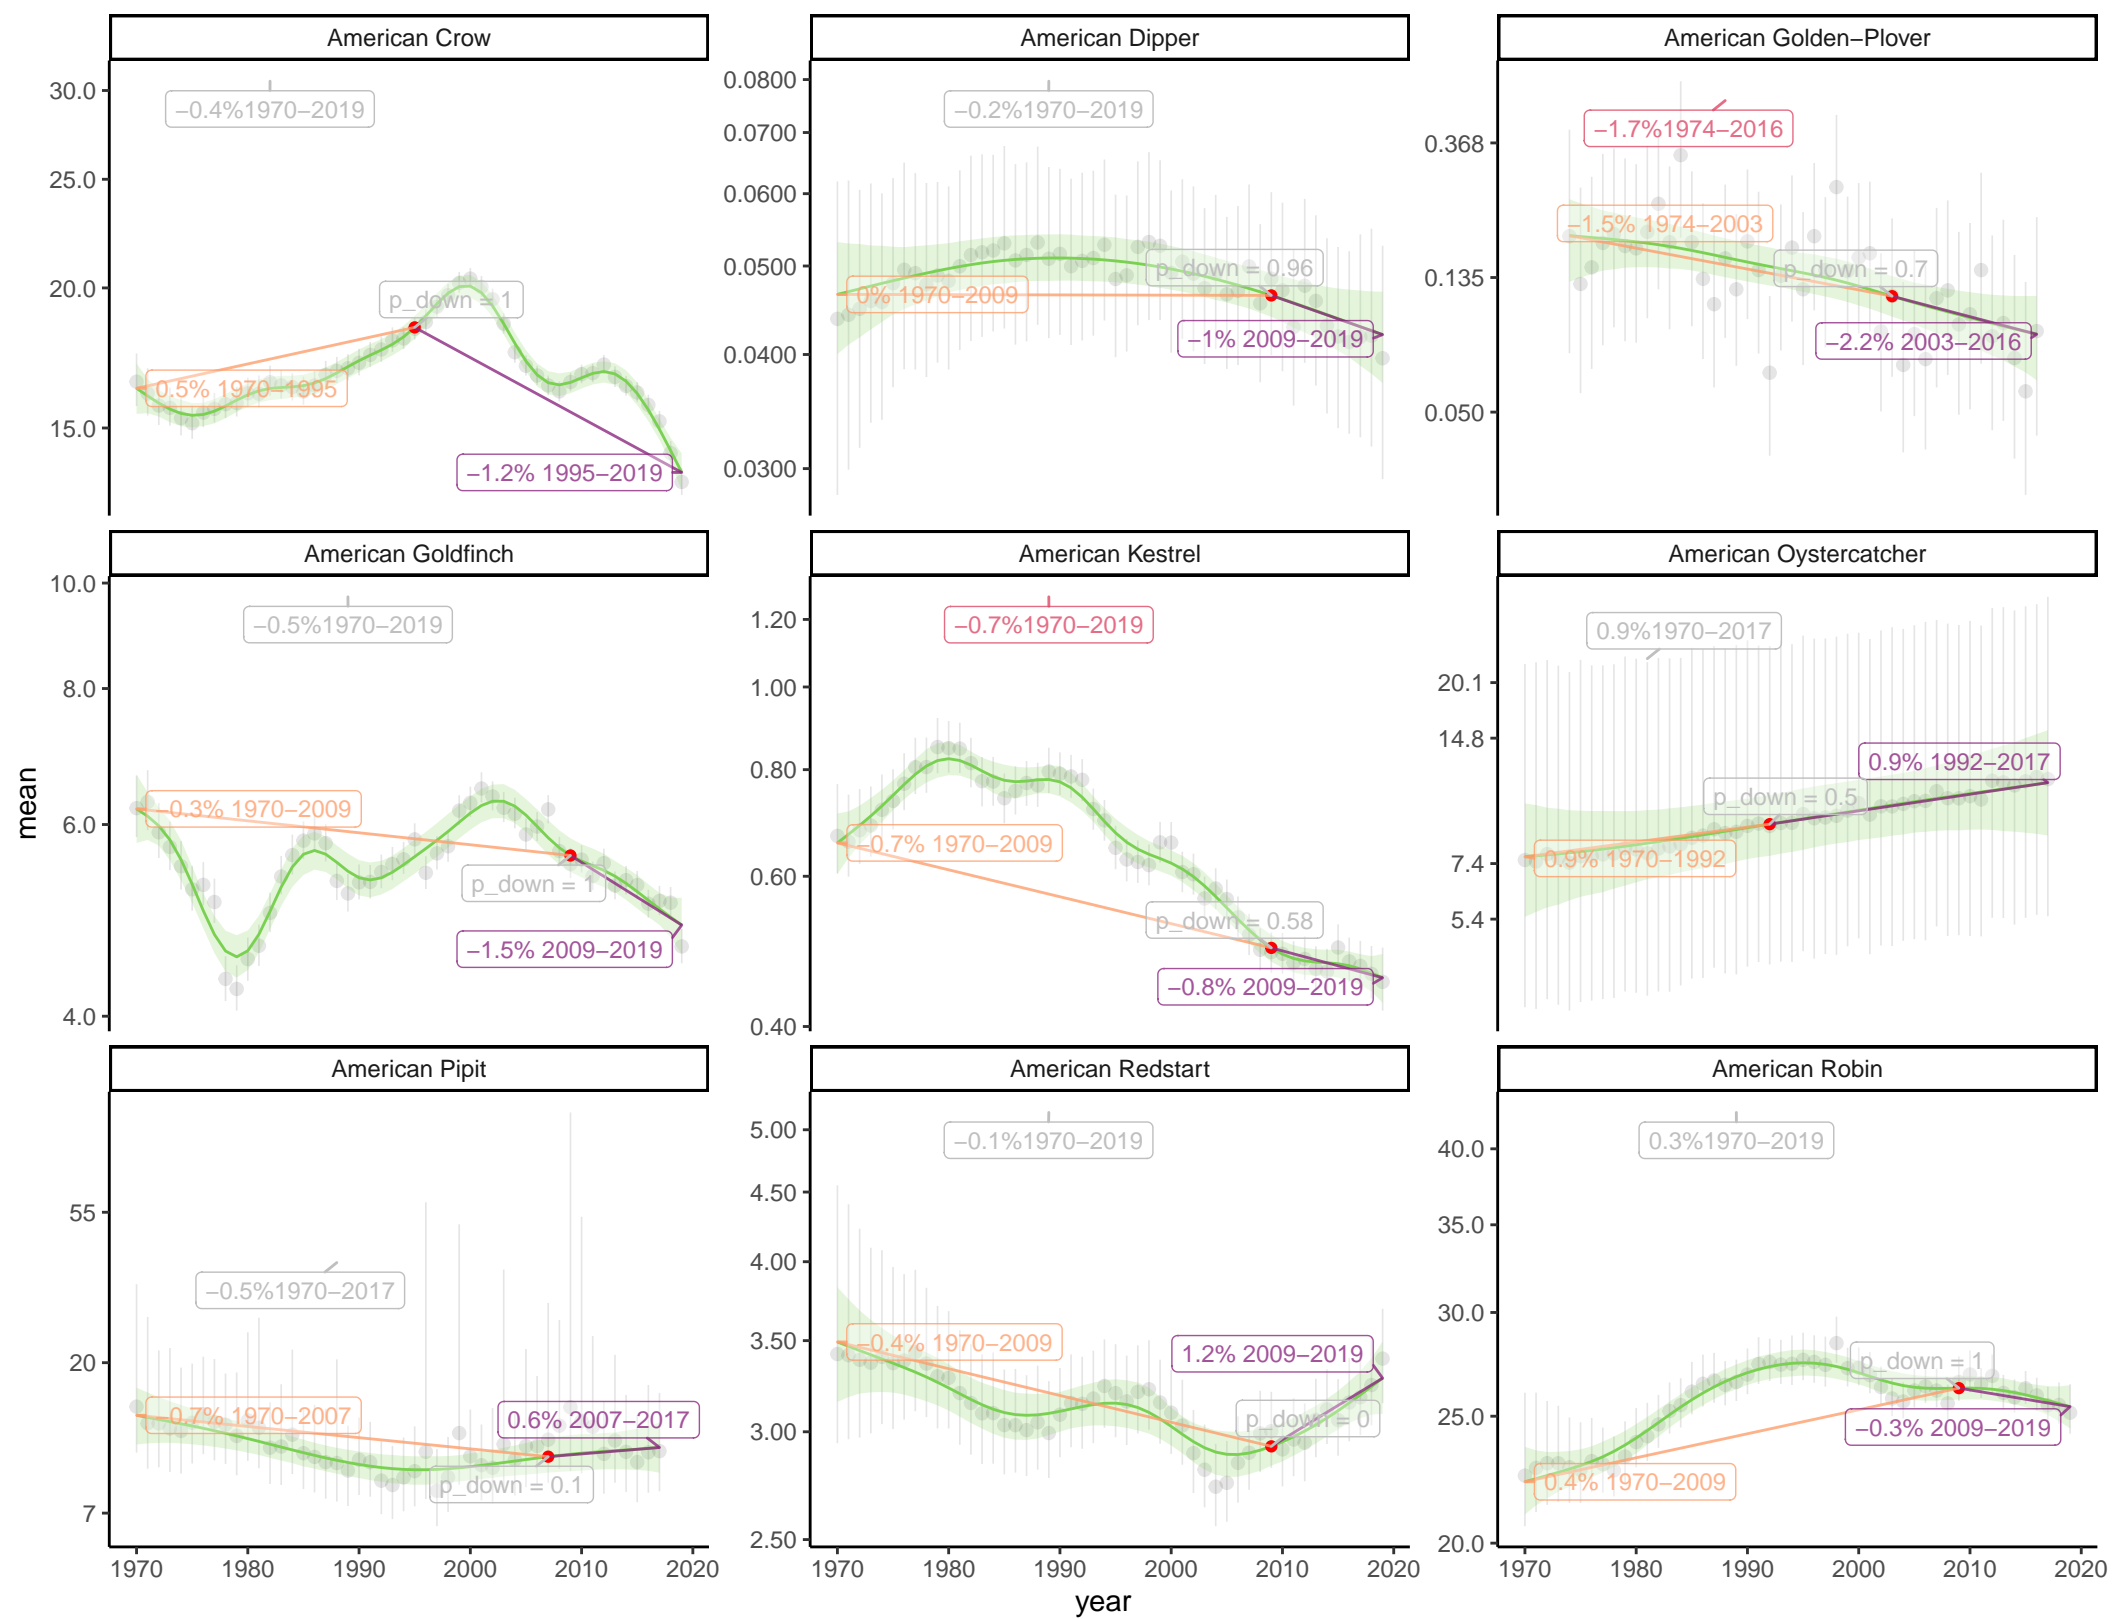 American Crow
American Dipper
American Golden−Plover
30.0
25.0
20.0
15.0
−0.4%1970−2019
p_down = 1
0.5% 1970−1995
−1.2% 1995−2019
0.0800
0.0700
0.0600
0.0500
0.0400
0.0300
−0.2%1970−2019
p_down = 0.96
0% 1970−2009
−1% 2009−2019
0.368
0.135
0.050
−1.7%1974−2016
−1.5% 1974−2003
p_down = 0.7
−2.2% 2003−2016
American Goldfinch
American Kestrel
American Oystercatcher
mean
10.0
8.0
6.0
4.0
−0.5%1970−2019
−0.3% 1970−2009
p_down = 1
−1.5% 2009−2019
1.20
1.00
0.80
0.60
0.40
−0.7%1970−2019
−0.7% 1970−2009
p_down = 0.58
−0.8% 2009−2019
20.1
14.8
7.4
5.4
0.9%1970−2017
0.9% 1992−2017
p_down = 0.5
0.9% 1970−1992
American Pipit
American Redstart
American Robin
55
20
7
−0.5%1970−2017
−0.7% 1970−2007
0.6% 2007−2017
p_down = 0.1
5.00
4.50
4.00
3.50
3.00
2.50
−0.1%1970−2019
−0.4% 1970−2009
1.2% 2009−2019
p_down = 0
40.0
35.0
30.0
25.0
20.0
0.3%1970−2019
p_down = 1
−0.3% 2009−2019
0.4% 1970−2009
1970 1980 1990 2000 2010 2020
1970 1980 1990 2000 2010 2020
1970 1980 1990 2000 2010 2020
year